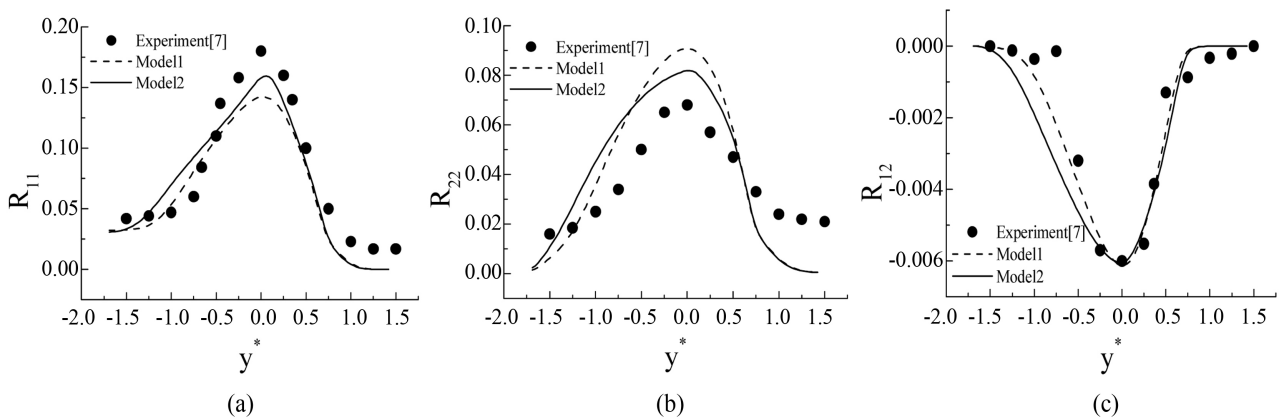 0.20
0.15
0.10
0.05
0.00
R11
Experiment[7]
Model1
Model2
-2.0 -1.5 -1.0 -0.5 0.0 0.5 1.0 1.5
y*
(a)
0.10
0.08
0.06
0.04
0.02
0.00
R22
Experiment[7]
Model1
Model2
-2.0 -1.5 -1.0 -0.5 0.0 0.5 1.0 1.5
y*
(b)
0.000
-0.002
-0.004
-0.006
R12
Experiment[7]
Model1
Model2
-2.0 -1.5 -1.0 -0.5 0.0 0.5 1.0 1.5
y*
(c)